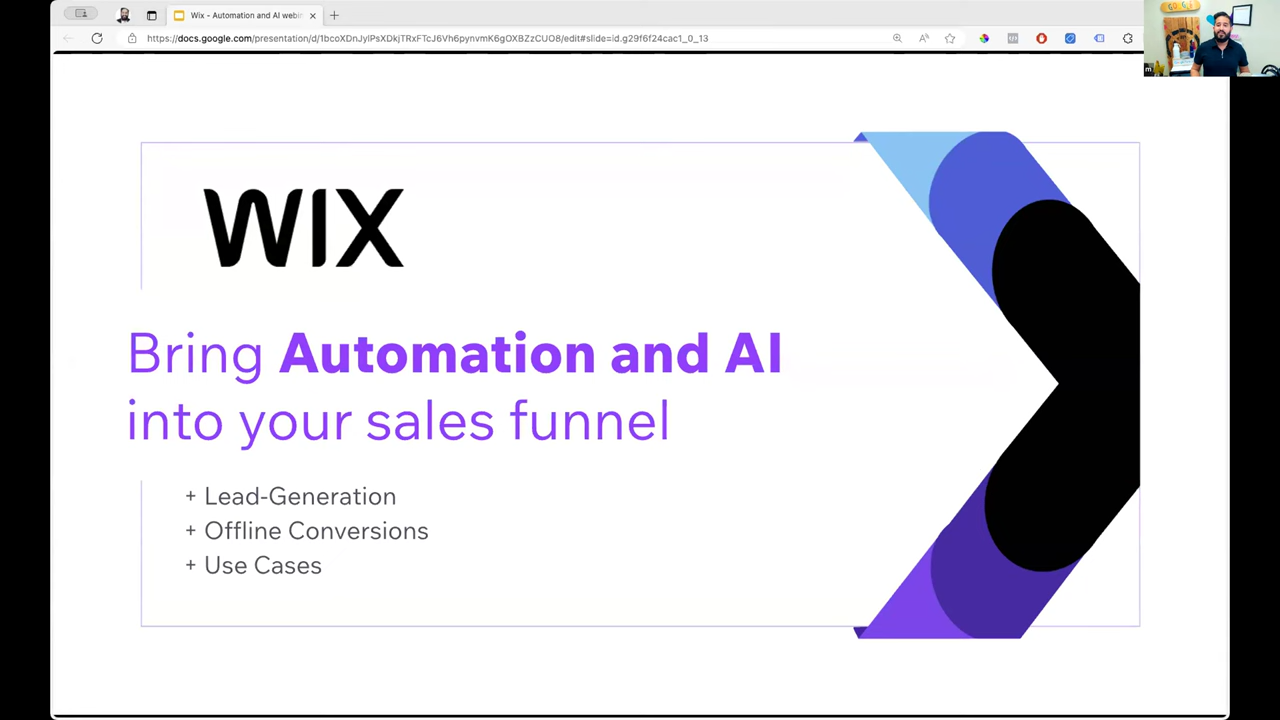 Wix - Automation and AI webin
https://docs.google.com/presentation/d/1bcoXDnJylPsXDkjTRxFTcJ6Vh6pynvmK6gOXBZzCUO8/edit#slide=id.g29f6f24cac1_0_13
WIX
Bring Automation and AI
into your sales funnel
+ Lead-Generation
+ Offline Conversions
+ Use Cases